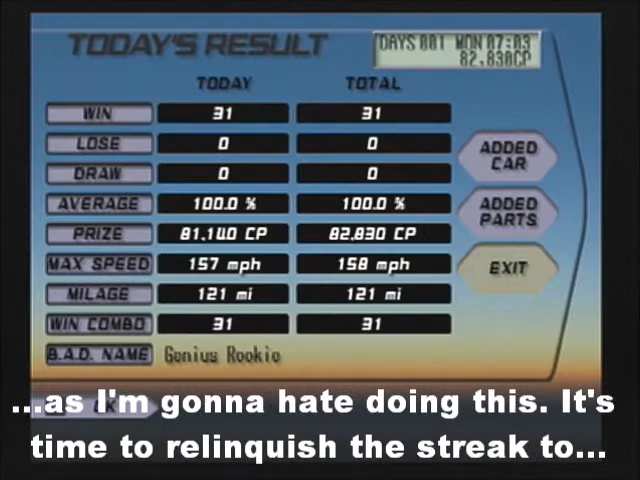 TODAY'S RESULT
DAYS 001 MON 07:03
82,830CP
TODAY TOTAL
WIN 31 31
LOSE 0 0
DRAW 0 0
AVERAGE 100.0 % 100.0 %
PRIZE 81,140 CP 82,830 CP
MAX SPEED 157 mph 158 mph
MILAGE 121 mi 121 mi
WIN COMBO 31 31
B.A.D. NAME Genius Rookie
ADDED
CAR
ADDED
PARTS
EXIT
OK
...as I'm gonna hate doing this. It's
time to relinquish the streak to...